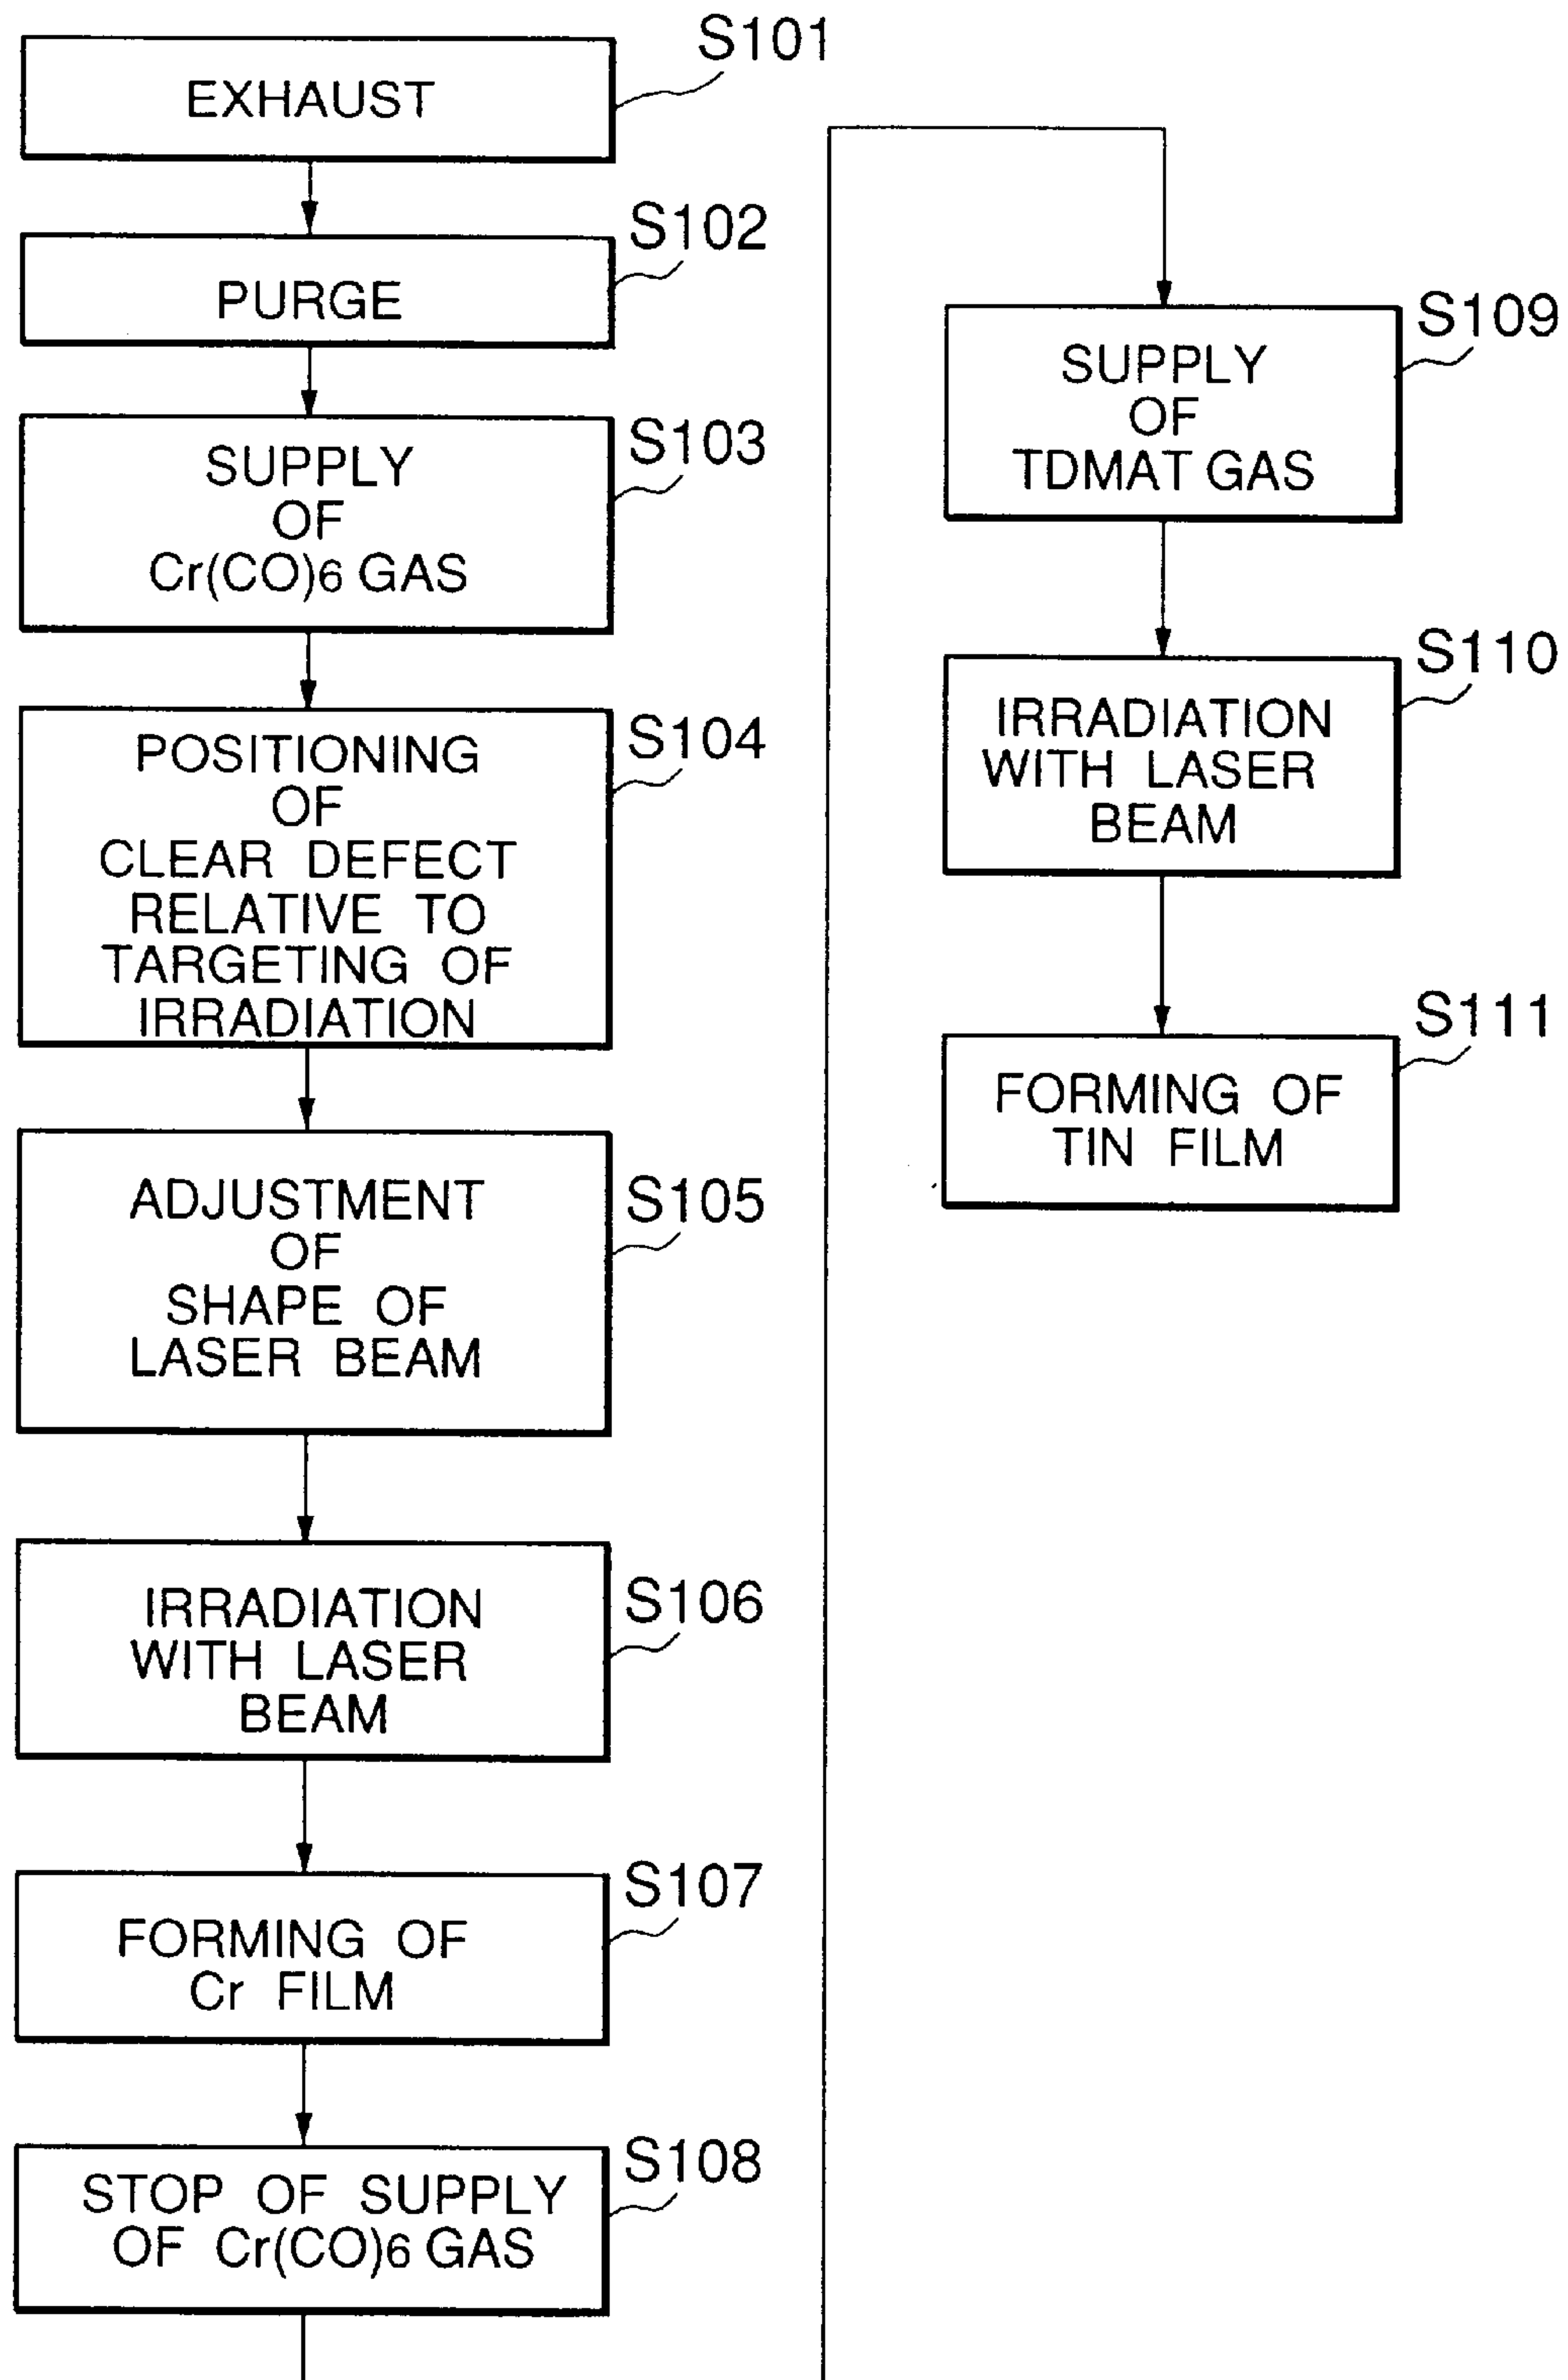 S101
EXHAUST
S102
PURGE
S103
SUPPLY
OF
Cr(CO)6 GAS
S104
POSITIONING
OF
CLEAR DEFECT
RELATIVE TO
TARGETING OF
IRRADIATION
S105
ADJUSTMENT
OF
SHAPE OF
LASER BEAM
S106
IRRADIATION
WITH LASER
BEAM
S107
FORMING OF
Cr FILM
S108
STOP OF SUPPLY
OF Cr(CO)6 GAS
S109
SUPPLY
OF
TDMAT GAS
S110
IRRADIATION
WITH LASER
BEAM
S111
FORMING OF
TIN FILM